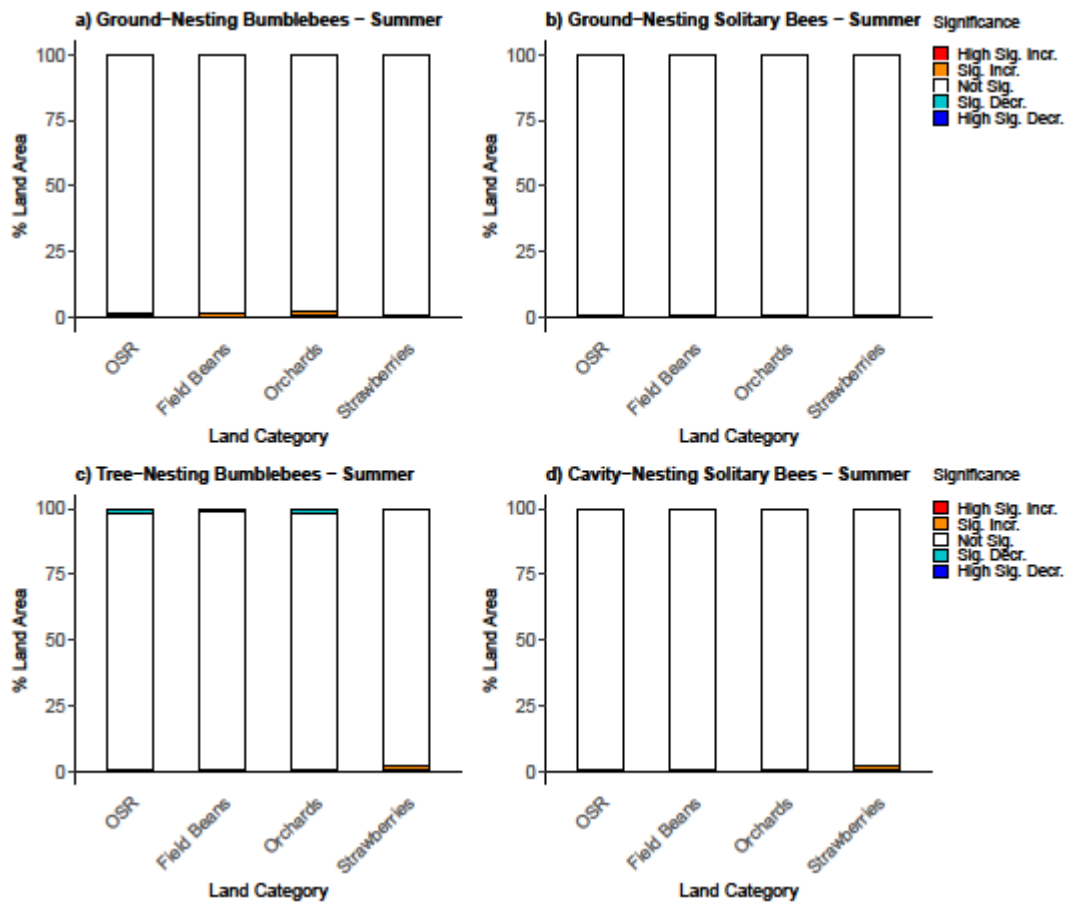 a) Ground-Nesting Bumblebees - Summer
b) Ground-Nesting Solitary Bees - Summer
Significance
High Sig. Incr.
Sig. Incr.
Not Sig.
Sig. Decr.
High Sig. Decr.
% Land Area
100
75
50
25
0
OSR
Field Beans
Orchards
Strawberries
Land Category
% Land Area
100
75
50
25
0
OSR
Field Beans
Orchards
Strawberries
Land Category
c) Tree-Nesting Bumblebees - Summer
d) Cavity-Nesting Solitary Bees - Summer
Significance
High Sig. Incr.
Sig. Incr.
Not Sig.
Sig. Decr.
High Sig. Decr.
% Land Area
100
75
50
25
0
OSR
Field Beans
Orchards
Strawberries
Land Category
% Land Area
100
75
50
25
0
OSR
Field Beans
Orchards
Strawberries
Land Category